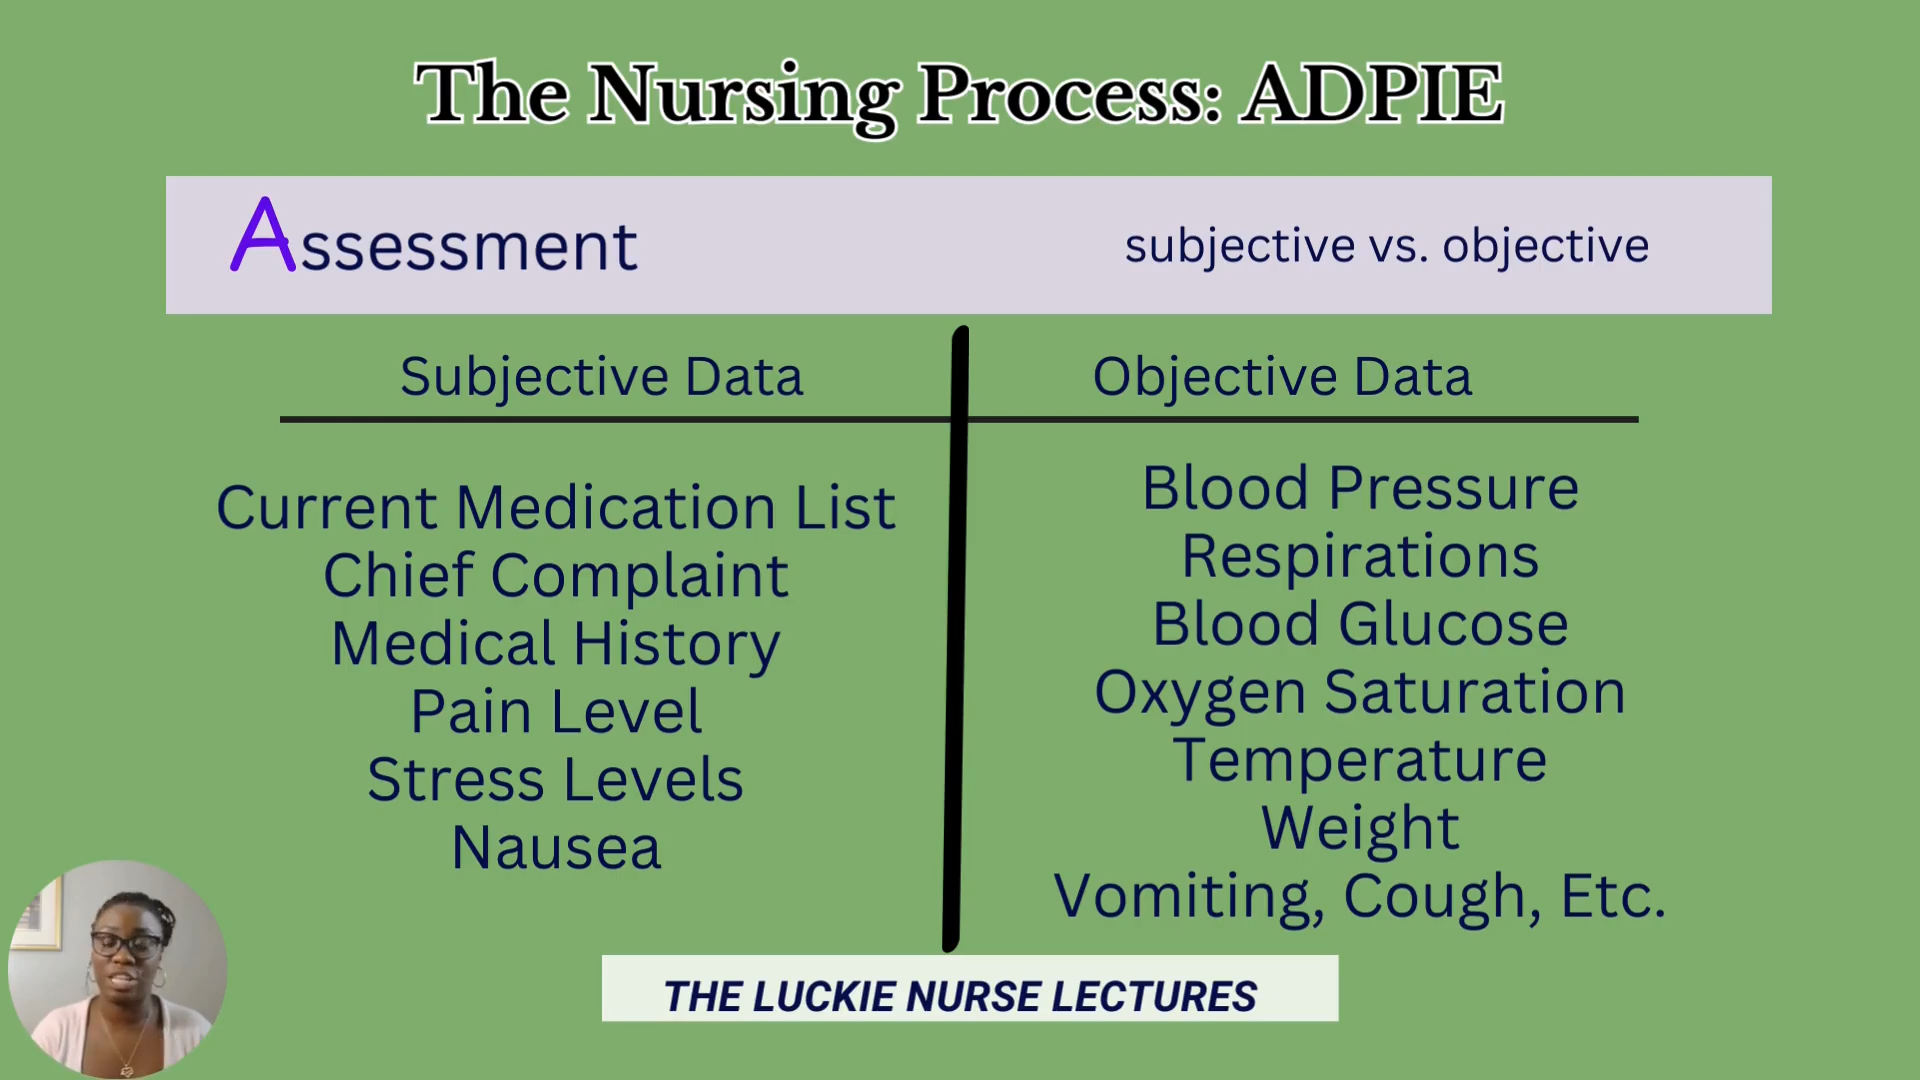 The Nursing Process: ADPIE
Assessment
subjective vs. objective
Subjective Data
Current Medication List
Chief Complaint
Medical History
Pain Level
Stress Levels
Nausea
Objective Data
Blood Pressure
Respirations
Blood Glucose
Oxygen Saturation
Temperature
Weight
Vomiting, Cough, Etc.
THE LUCKIE NURSE LECTURES